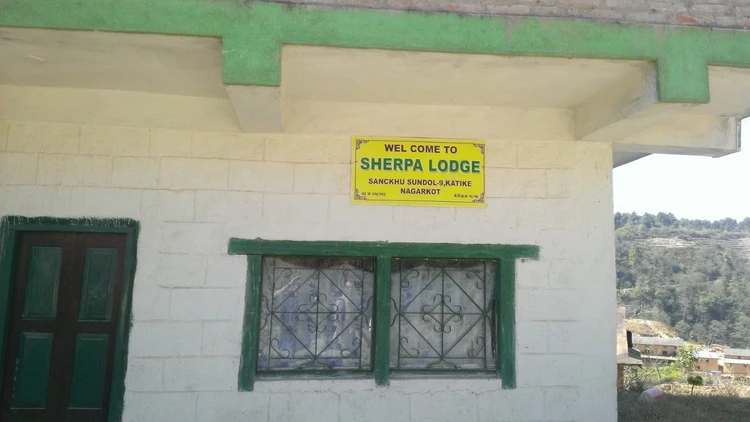 WEL COME TO
SHERPA LODGE
SANCKHU SUNDOL-9,KATIKE
NAGARKOT